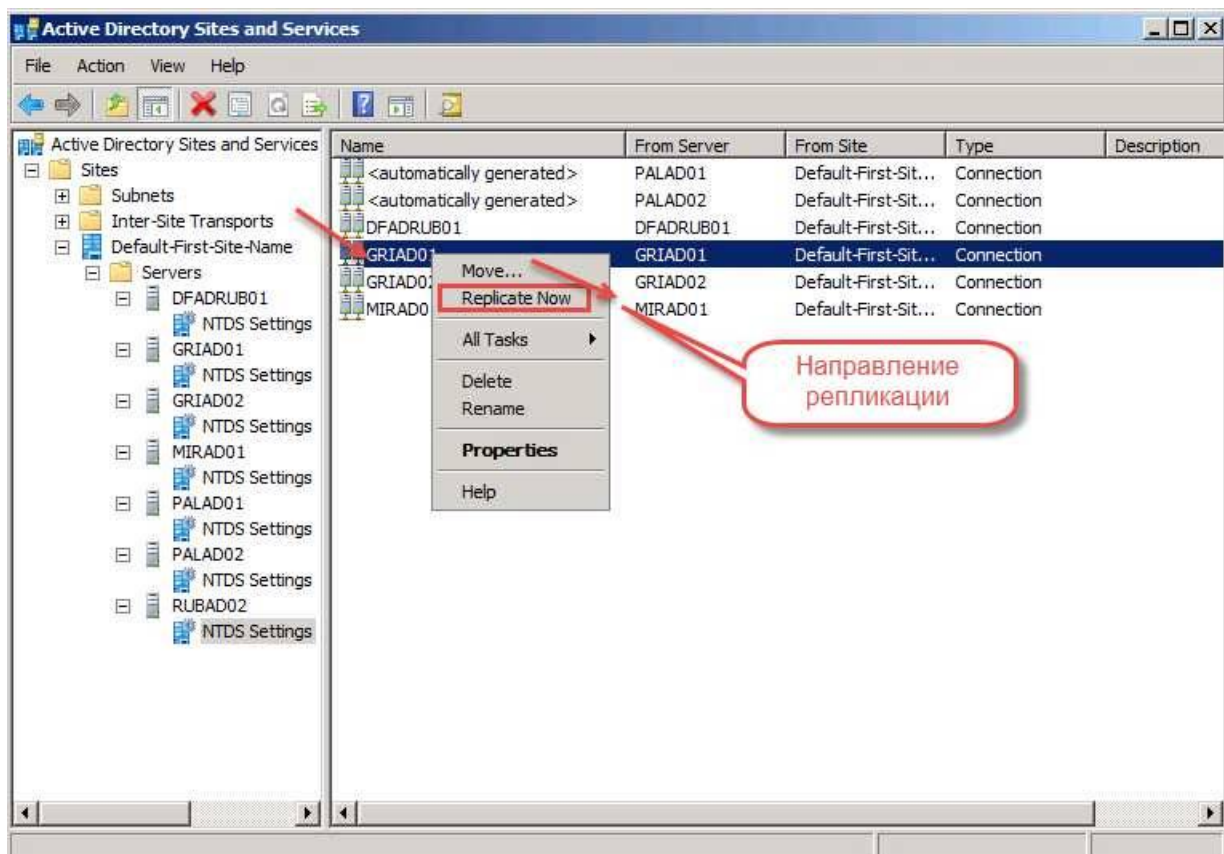 Active Directory Sites and Services
File Action View Help
Active Directory Sites and Services
Sites
Subnets
Inter-Site Transports
Default-First-Site-Name
Servers
DFADRUB01
NTDS Settings
GRIAD01
NTDS Settings
GRIAD02
NTDS Settings
MIRAD01
NTDS Settings
PALAD01
NTDS Settings
PALAD02
NTDS Settings
RUBAD02
NTDS Settings
Name From Server From Site Type Description
<automatically generated> PALAD01 Default-First-Sit... Connection
<automatically generated> PALAD02 Default-First-Sit... Connection
DFADRUB01 DFADRUB01 Default-First-Sit... Connection
GRIAD01 GRIAD01 Default-First-Sit... Connection
GRIAD0 GRIAD02 Default-First-Sit... Connection
MIRAD0 MIRAD01 Default-First-Sit... Connection
Move...
Replicate Now
All Tasks
Delete
Rename
Properties
Help
Направление
репликации